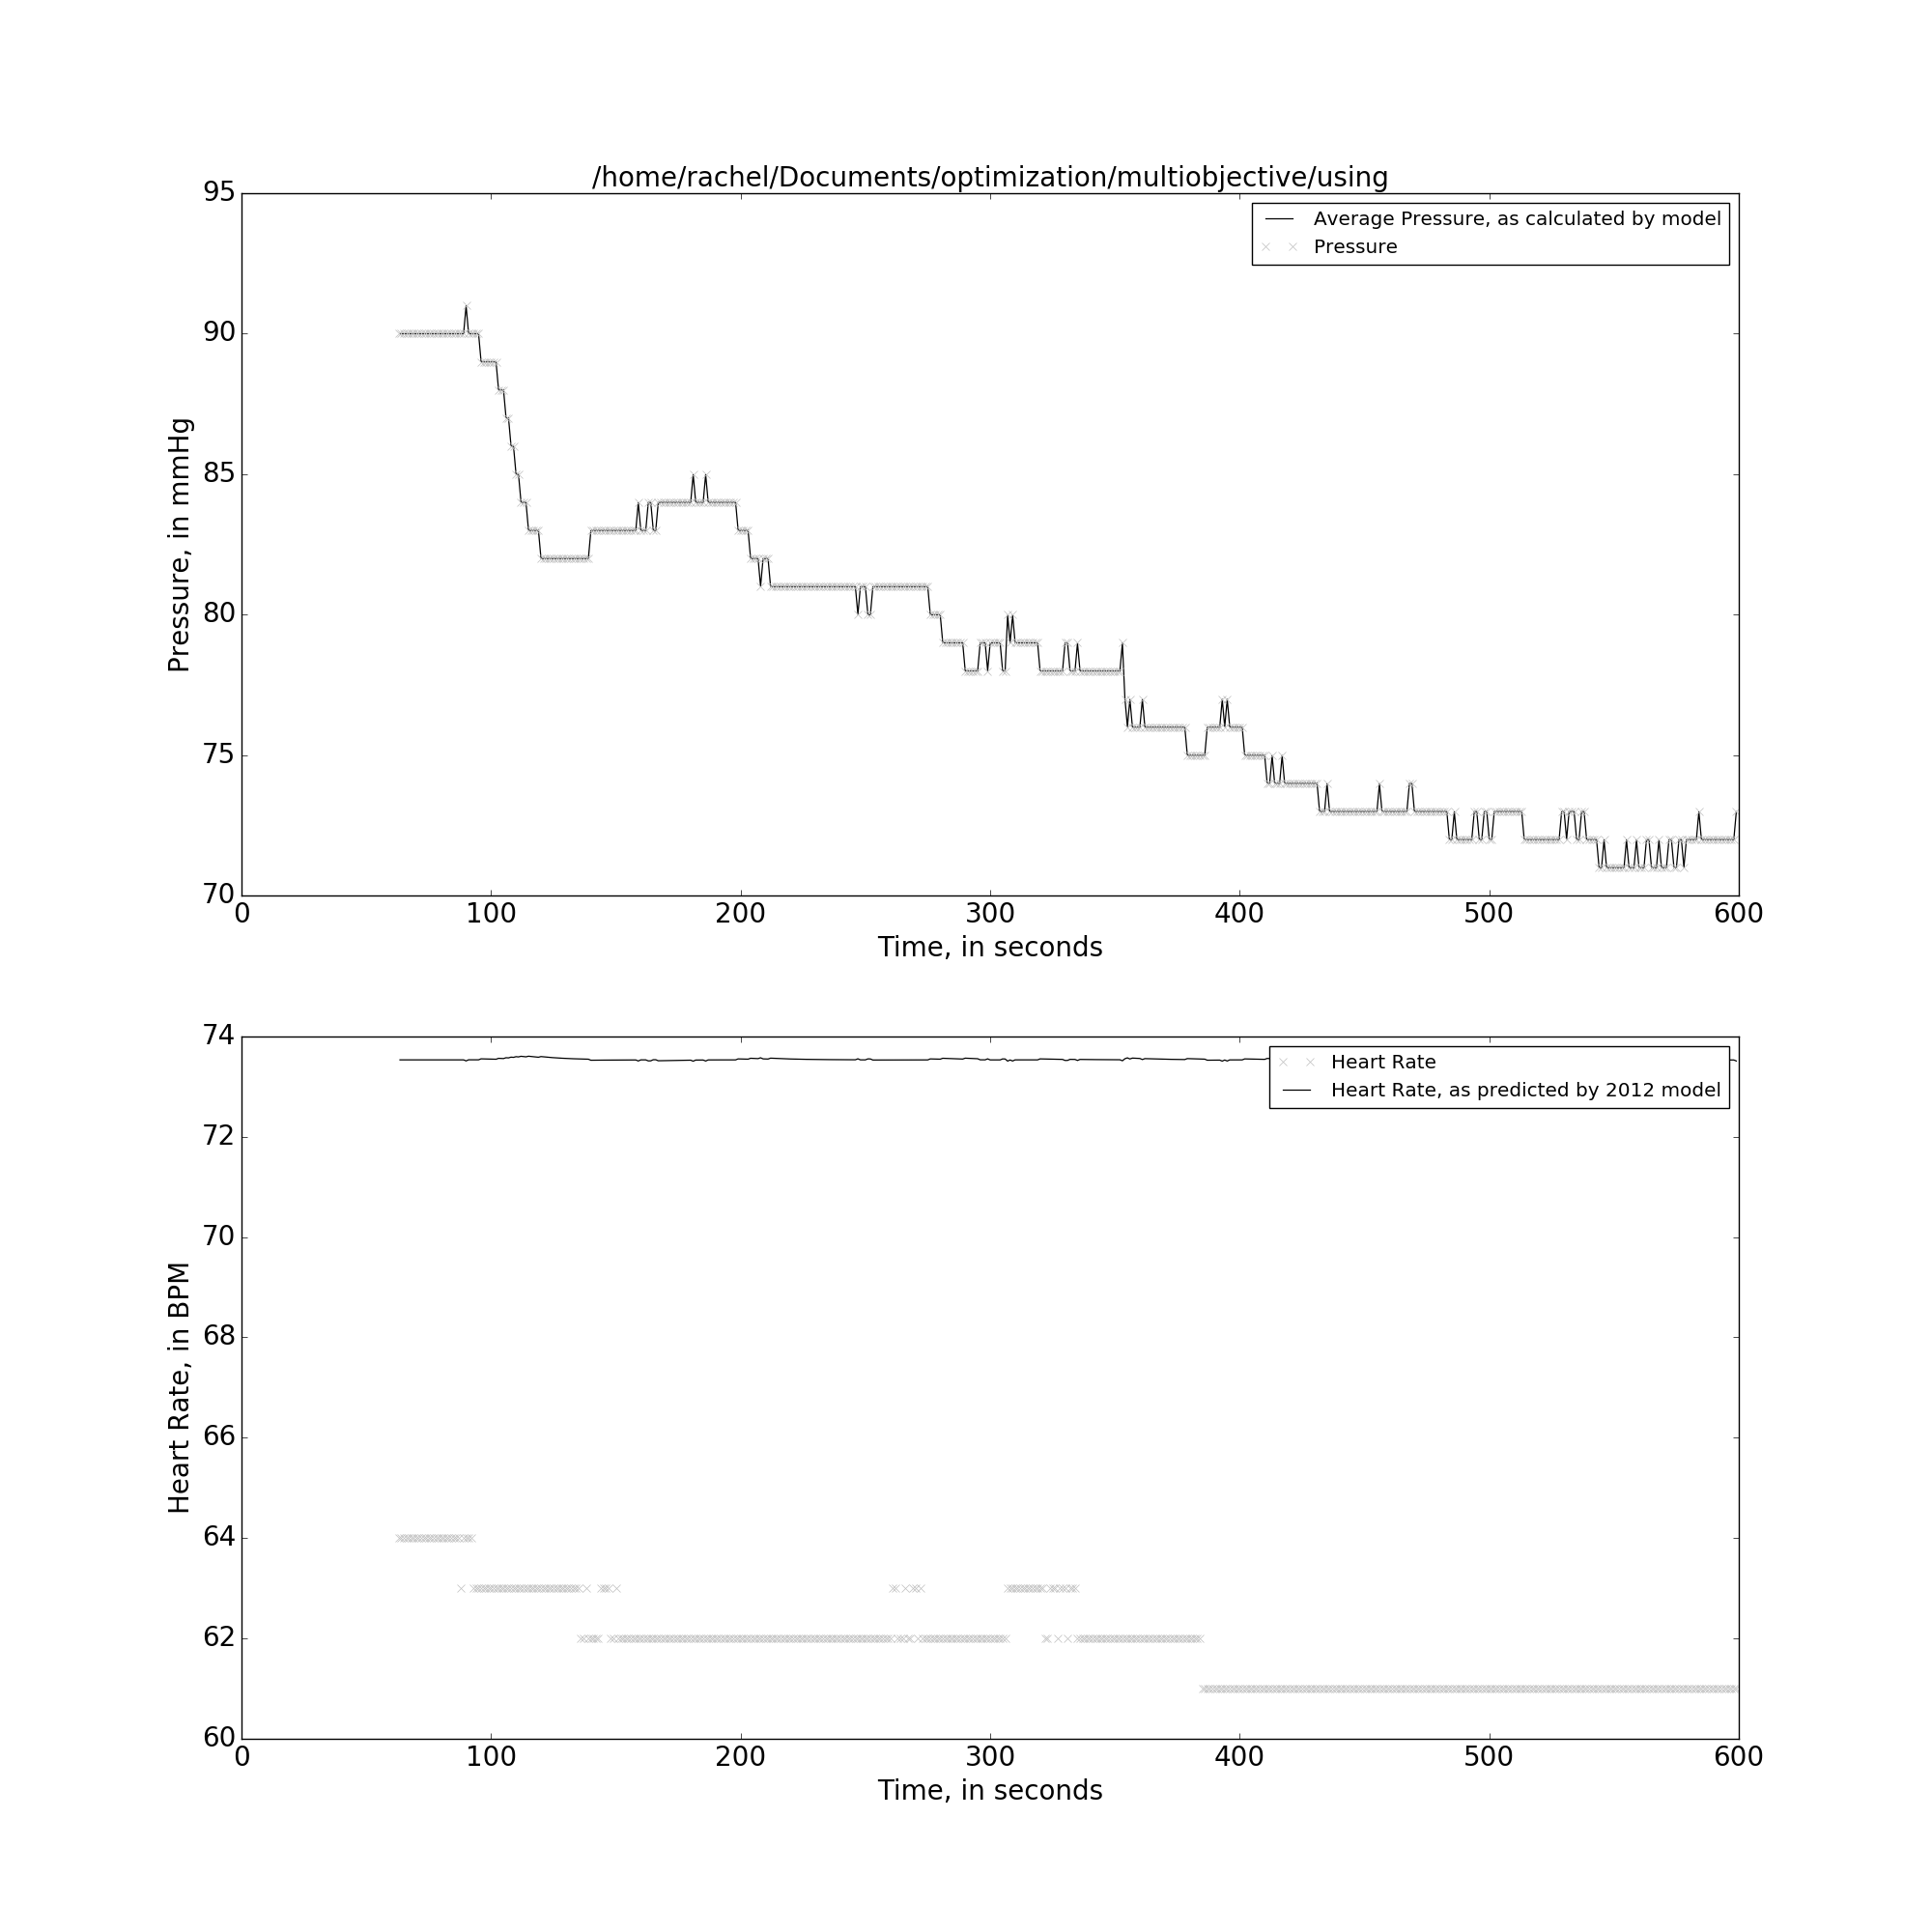 /home/rachel/Documents/optimization/multiobjective/using
95
90
85
80
75
70
Pressure, in mmHg
Average Pressure, as calculated by model
Pressure
0 100 200 300 400 500 600
Time, in seconds
74
72
70
68
66
64
62
60
Heart Rate, in BPM
Heart Rate
Heart Rate, as predicted by 2012 model
0 100 200 300 400 500 600
Time, in seconds